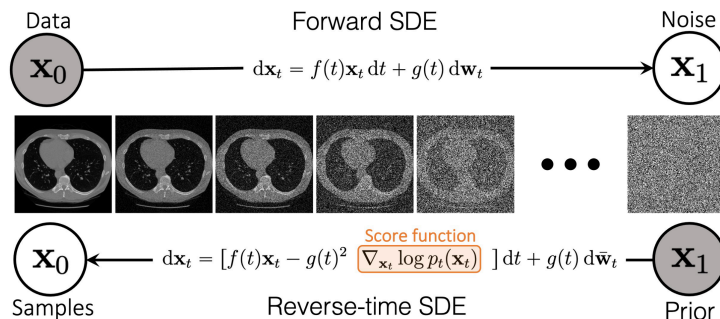 Data
Forward SDE
Noise
x₀
dxₜ = f(t)xₜ dt + g(t) dwₜ
x₁
Score function
x₀
dxₜ = [f(t)xₜ − g(t)² ∇ₓₜ log pₜ(xₜ) ] dt + g(t) dw̄ₜ
x₁
Samples
Reverse-time SDE
Prior